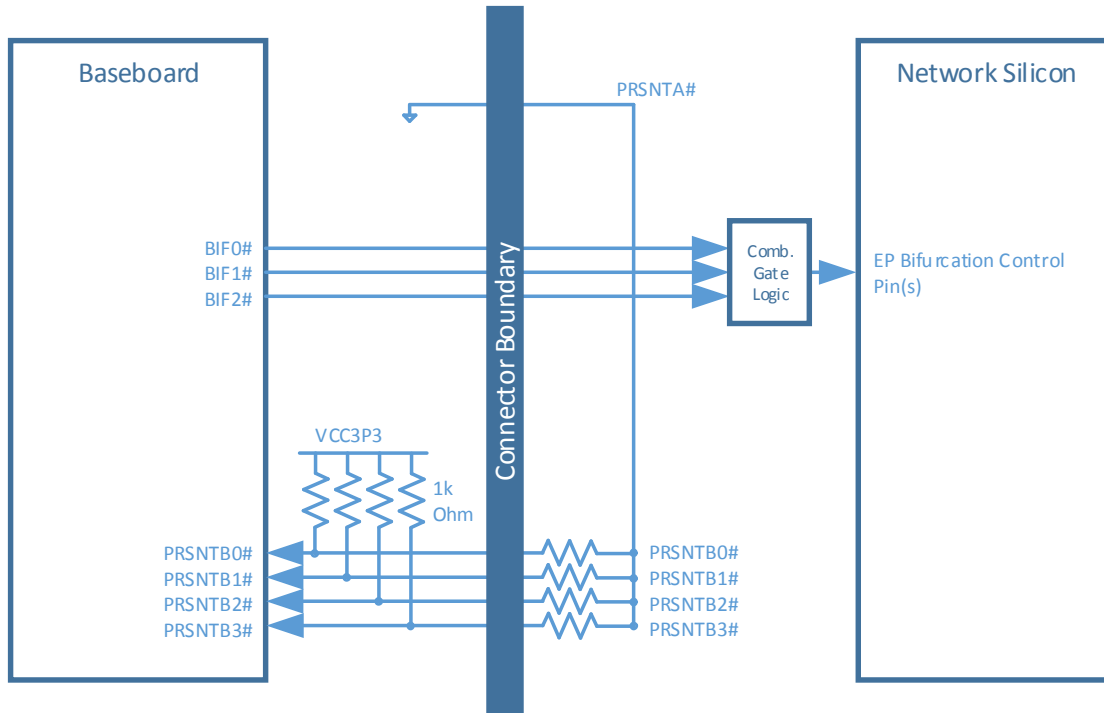 Baseboard
Network Silicon
PRSNTA#
BIF0#
BIF1#
BIF2#
Connector Boundary
Comb.
Gate
Logic
EP Bifurcation Control
Pin(s)
VCC3P3
1k
Ohm
PRSNTB0#
PRSNTB1#
PRSNTB2#
PRSNTB3#
PRSNTB0#
PRSNTB1#
PRSNTB2#
PRSNTB3#